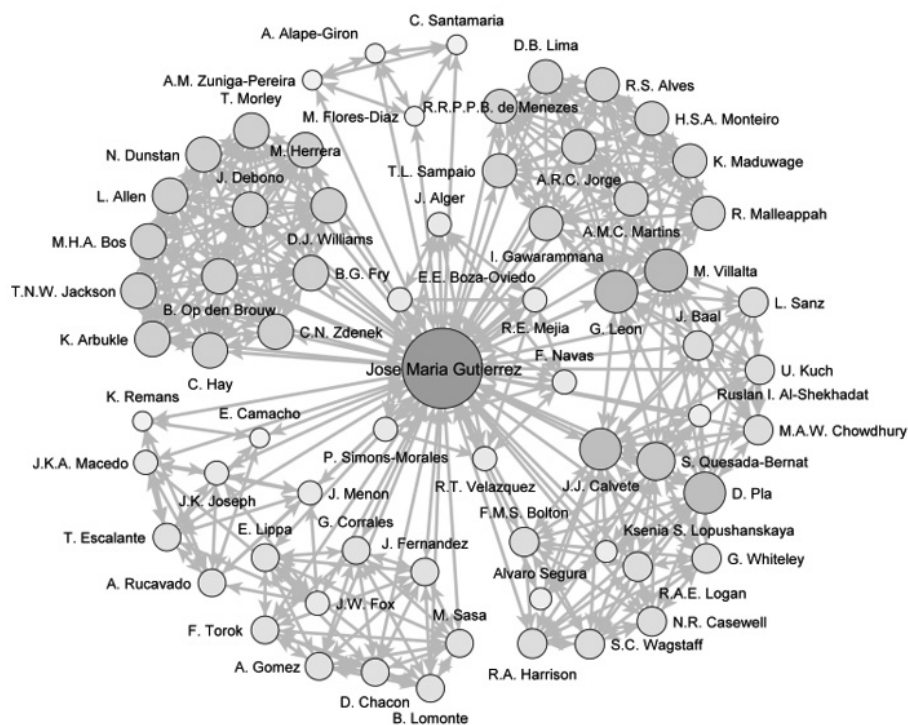 C. Santamaria
A. Alape-Giron
D.B. Lima
A.M. Zuniga-Pereira
R.S. Alves
T. Morley
M. Flores-Diaz
R.R.P.P.B. de Menezes
H.S.A. Monteiro
N. Dunstan
M. Herrera
K. Maduwage
J. Debono
T.L. Sampaio
A.R.C. Jorge
L. Allen
J. Alger
R. Malleappah
M.H.A. Bos
D.J. Williams
A.M.C. Martins
I. Gawarammana
B.G. Fry
E.E. Boza-Oviedo
M. Villalta
T.N.W. Jackson
L. Sanz
B. Op den Brouw
R.E. Mejia
G. Leon
J. Baal
K. Arbukle
C.N. Zdenek
F. Navas
Jose Maria Gutierrez
U. Kuch
C. Hay
Ruslan I. Al-Shekhadat
K. Remans
E. Camacho
M.A.W. Chowdhury
J.K.A. Macedo
P. Simons-Morales
S. Quesada-Bernat
J.J. Calvete
J.K. Joseph
J. Menon
R.T. Velazquez
D. Pla
F.M.S. Bolton
G. Corrales
E. Lippa
Ksenia S. Lopushanskaya
T. Escalante
J. Fernandez
G. Whiteley
Alvaro Segura
A. Rucavado
R.A.E. Logan
J.W. Fox
M. Sasa
N.R. Casewell
F. Torok
S.C. Wagstaff
A. Gomez
R.A. Harrison
D. Chacon
B. Lomonte